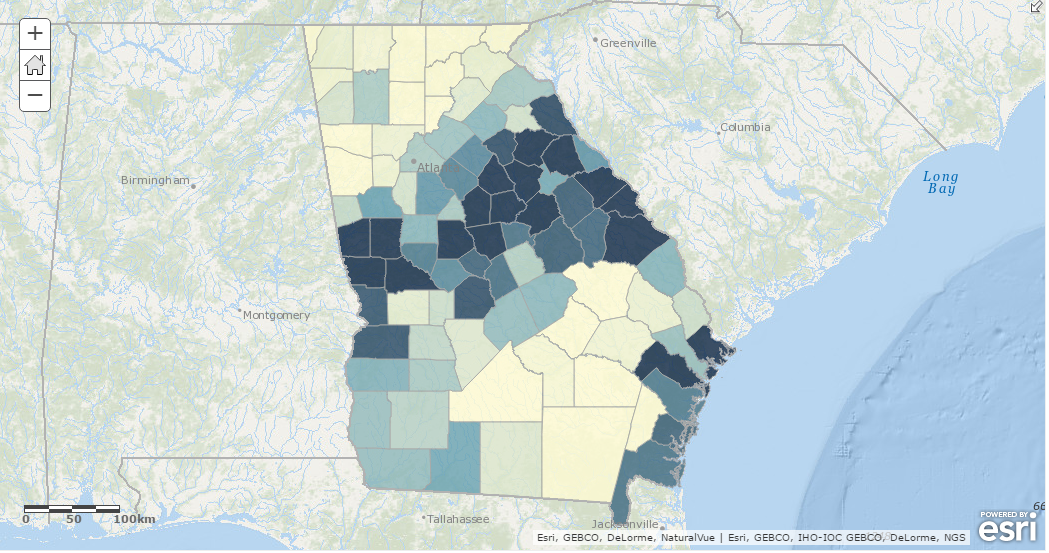 +
−
Greenville
Columbia
Long
Bay
Birmingham
Montgomery
0 50 100km
Tallahassee
Jacksonville
66
POWERED BY
esri
Esri, GEBCO, DeLorme, NaturalVue | Esri, GEBCO, IHO-IOC GEBCO, DeLorme, NGS